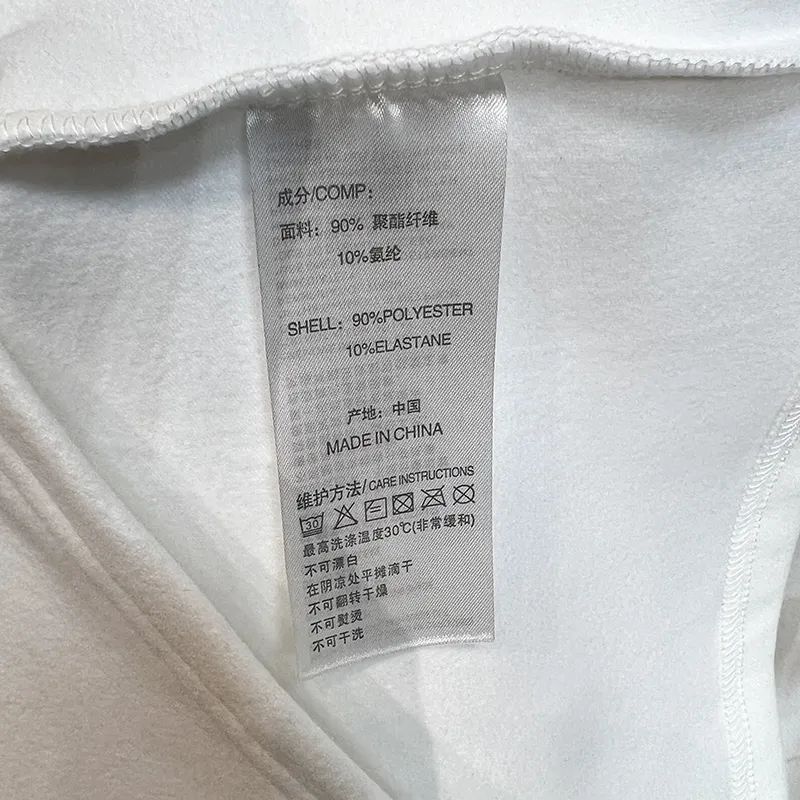 成分/COMP：
面料：90% 聚酯纤维
10%氨纶
SHELL：90%POLYESTER
10%ELASTANE
产地：中国
MADE IN CHINA
维护方法/ CARE INSTRUCTIONS
30
最高洗涤温度30℃(非常缓和)
不可漂白
在阴凉处平摊滴干
不可翻转干燥
不可熨烫
不可干洗